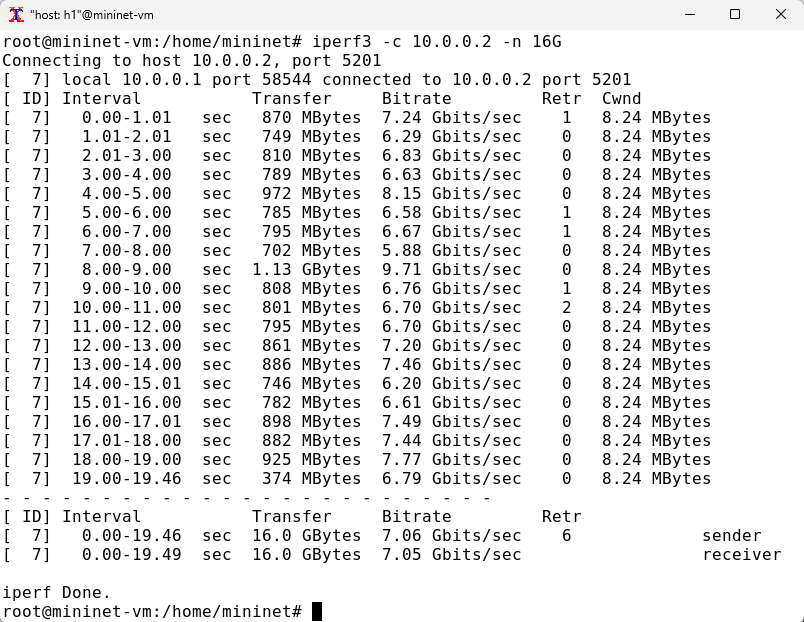 "host: h1"@mininet-vm
root@mininet-vm:/home/mininet# iperf3 -c 10.0.0.2 -n 16G
Connecting to host 10.0.0.2, port 5201
[  7] local 10.0.0.1 port 58544 connected to 10.0.0.2 port 5201
[ ID] Interval           Transfer     Bitrate         Retr  Cwnd
[  7]   0.00-1.01   sec   870 MBytes  7.24 Gbits/sec    1   8.24 MBytes
[  7]   1.01-2.01   sec   749 MBytes  6.29 Gbits/sec    0   8.24 MBytes
[  7]   2.01-3.00   sec   810 MBytes  6.83 Gbits/sec    0   8.24 MBytes
[  7]   3.00-4.00   sec   789 MBytes  6.63 Gbits/sec    0   8.24 MBytes
[  7]   4.00-5.00   sec   972 MBytes  8.15 Gbits/sec    0   8.24 MBytes
[  7]   5.00-6.00   sec   785 MBytes  6.58 Gbits/sec    1   8.24 MBytes
[  7]   6.00-7.00   sec   795 MBytes  6.67 Gbits/sec    1   8.24 MBytes
[  7]   7.00-8.00   sec   702 MBytes  5.88 Gbits/sec    0   8.24 MBytes
[  7]   8.00-9.00   sec  1.13 GBytes  9.71 Gbits/sec    0   8.24 MBytes
[  7]   9.00-10.00  sec   808 MBytes  6.76 Gbits/sec    1   8.24 MBytes
[  7]  10.00-11.00  sec   801 MBytes  6.70 Gbits/sec    2   8.24 MBytes
[  7]  11.00-12.00  sec   795 MBytes  6.70 Gbits/sec    0   8.24 MBytes
[  7]  12.00-13.00  sec   861 MBytes  7.20 Gbits/sec    0   8.24 MBytes
[  7]  13.00-14.00  sec   886 MBytes  7.46 Gbits/sec    0   8.24 MBytes
[  7]  14.00-15.01  sec   746 MBytes  6.20 Gbits/sec    0   8.24 MBytes
[  7]  15.01-16.00  sec   782 MBytes  6.61 Gbits/sec    0   8.24 MBytes
[  7]  16.00-17.01  sec   898 MBytes  7.49 Gbits/sec    0   8.24 MBytes
[  7]  17.01-18.00  sec   882 MBytes  7.44 Gbits/sec    0   8.24 MBytes
[  7]  18.00-19.00  sec   925 MBytes  7.77 Gbits/sec    0   8.24 MBytes
[  7]  19.00-19.46  sec   374 MBytes  6.79 Gbits/sec    0   8.24 MBytes
- - - - - - - - - - - - - - - - - - - - - - - - -
[ ID] Interval           Transfer     Bitrate         Retr
[  7]   0.00-19.46  sec  16.0 GBytes  7.06 Gbits/sec    6             sender
[  7]   0.00-19.49  sec  16.0 GBytes  7.05 Gbits/sec                  receiver
iperf Done.
root@mininet-vm:/home/mininet#